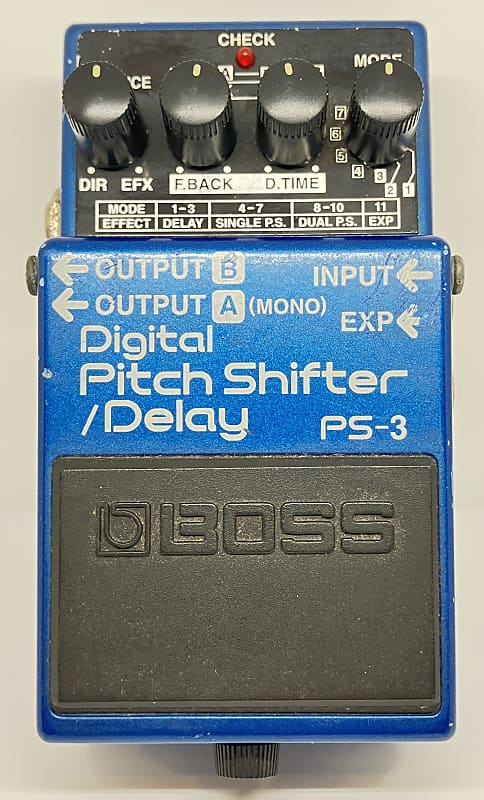 CHECK
MODE
DIR EFX F.BACK D.TIME
7
6
5
4
3
2
1
MODE 1-3 4-7 8-10 11
EFFECT DELAY SINGLE P.S. DUAL P.S. EXP
OUTPUT B INPUT
OUTPUT A (MONO) EXP
Digital
Pitch Shifter
/Delay PS-3
BOSS